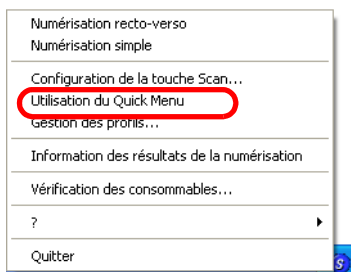 Numérisation recto-verso
Numérisation simple
Configuration de la touche Scan...
Utilisation du Quick Menu
Gestion des profils...
Information des résultats de la numérisation
Vérification des consommables...
?
Quitter
S